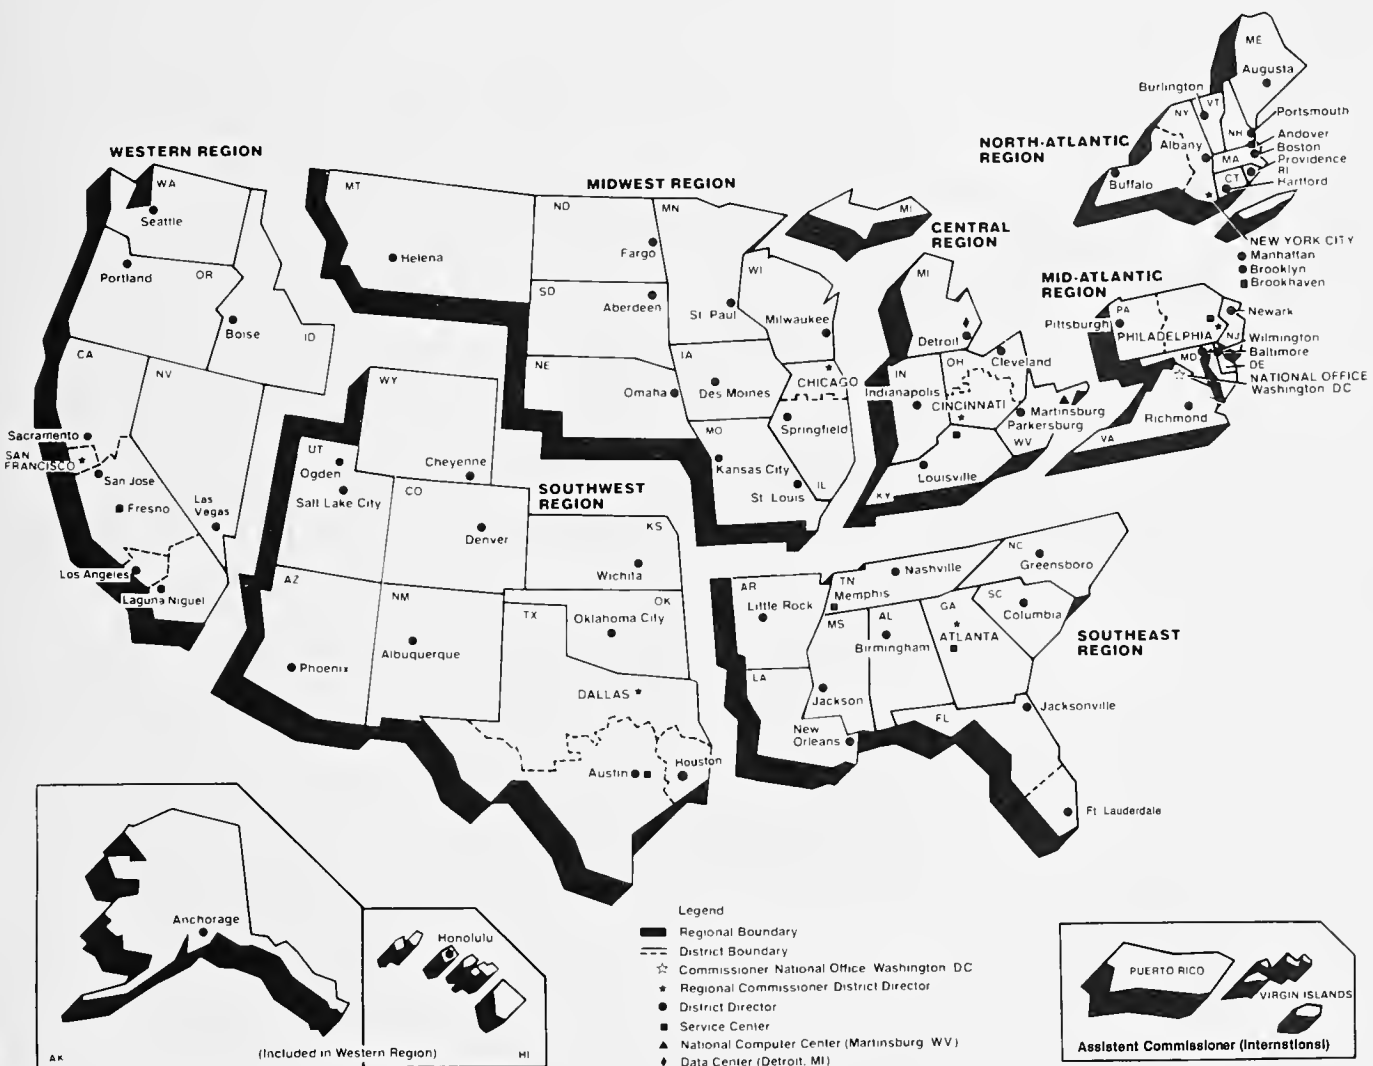 WESTERN REGION
WA
Seattle
Portland
OR
Boise
ID
CA
NV
Sacramento
SAN
FRANCISCO
San Jose
Fresno
Las
Vegas
Los Angeles
Laguna Niguel
MIDWEST REGION
MT
Helena
ND
Fargo
MN
SD
Aberdeen
St Paul
WI
Milwaukee
NE
Omaha
IA
Des Moines
CHICAGO
MO
Springfield
Kansas City
St Louis
IL
SOUTHWEST
REGION
WY
Cheyenne
UT
Ogden
Salt Lake City
CO
Denver
KS
Wichita
AZ
Phoenix
NM
Albuquerque
OK
Oklahoma City
TX
DALLAS
Austin
Houston
CENTRAL
REGION
MI
MI
Detroit
OH
Cleveland
IN
Indianapolis
CINCINNATI
Martinsburg
Parkersburg
WV
Louisville
KY
NORTH-ATLANTIC
REGION
ME
Augusta
Burlington
VT
NY
NH
Portsmouth
Andover
Boston
Providence
RI
Hartford
Albany
MA
CT
Buffalo
NEW YORK CITY
Manhattan
Brooklyn
Brookhaven
MID-ATLANTIC
REGION
PA
Pittsburgh
PHILADELPHIA
NJ
Newark
Wilmington
MD
Baltimore
DE
NATIONAL OFFICE
Washington DC
Richmond
VA
SOUTHEAST
REGION
AR
Little Rock
TN
Memphis
Nashville
NC
Greensboro
SC
Columbia
MS
Jackson
AL
Birmingham
GA
ATLANTA
LA
New
Orleans
FL
Jacksonville
Ft Lauderdale
Anchorage
AK
Honolulu
(Included in Western Region)
HI
Legend
Regional Boundary
District Boundary
Commissioner National Office Washington DC
Regional Commissioner District Director
District Director
Service Center
National Computer Center (Martinsburg WV)
Data Center (Detroit, MI)
PUERTO RICO
VIRGIN ISLANDS
Assistent Commissioner (International)